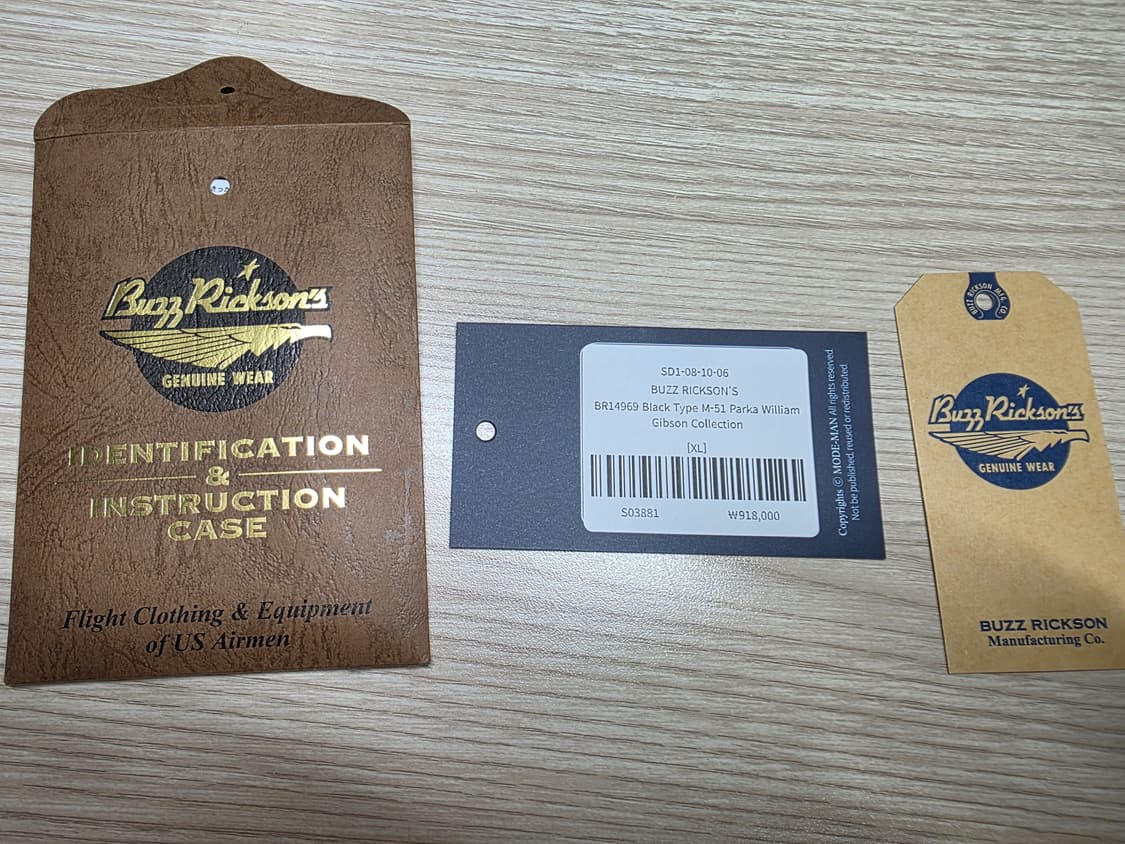 Buzz Rickson's
GENUINE WEAR
IDENTIFICATION
&
INSTRUCTION
CASE
Flight Clothing & Equipment
of US Airmen
SD1-08-10-06
BUZZ RICKSON'S
BR14969 Black Type M-51 Parka William
Gibson Collection
[XL]
S03881 ₩918,000
Copyrights ⓒ MODE-MAN All rights reserved
Not be published, reused or redistributed
BUZZ RICKSON MFG. CO.
Buzz Rickson's
GENUINE WEAR
BUZZ RICKSON
Manufacturing Co.